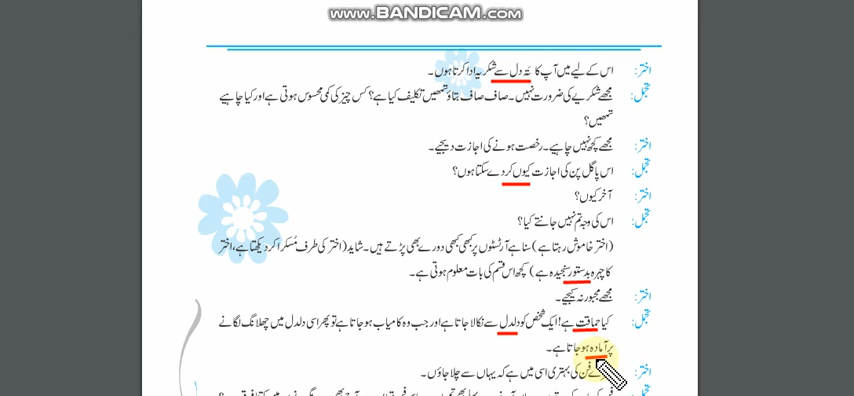 www.BANDICAM.com
اختر: اس کے لیے میں آپ کا تہ دل سے شکریہ ادا کرتا ہوں۔
تجمل: مجھے شکریے کی ضرورت نہیں۔ صاف صاف بتاؤ تمھیں تکلیف کیا ہے؟ کس چیز کی کمی محسوس ہوتی ہے اور کیا چاہیے
تمھیں؟
اختر: مجھے کچھ نہیں چاہیے۔ رخصت ہونے کی اجازت دیجیے۔
تجمل: اس پاگل پن کی اجازت کیوں کر دے سکتا ہوں؟
اختر: آخر کیوں؟
تجمل: اس کی وجہ تم نہیں جانتے کیا؟
(اختر خاموش رہتا ہے) سنا ہے آرٹسٹوں پر کبھی کبھی دورے بھی پڑتے ہیں۔ شاید (اختر کی طرف مُسکرا کر دیکھتا ہے، اختر
کا چہرہ بدستور سنجیدہ ہے) کچھ اس قسم کی بات معلوم ہوتی ہے۔
اختر: مجھے مجبور نہ کیجیے۔
تجمل: کیا حماقت ہے! ایک شخص کو دلدل سے نکالا جاتا ہے اور جب وہ کامیاب ہو جاتا ہے تو پھر اسی دلدل میں چھلانگ لگانے
پر آمادہ ہو جاتا ہے۔
اختر: فن کی بہتری اسی میں ہے کہ یہاں سے چلا جاؤں۔